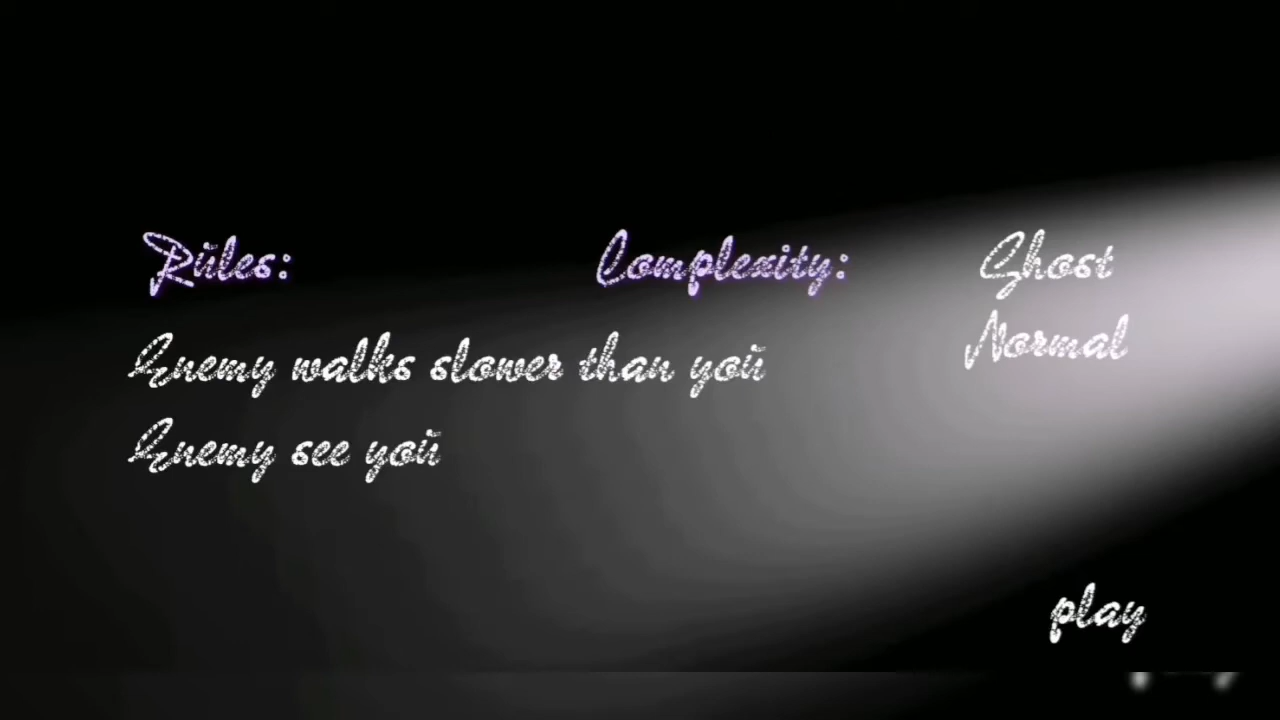 Rules:
Complexity:
Ghost
Normal
Enemy walks slower than you
Enemy see you
play